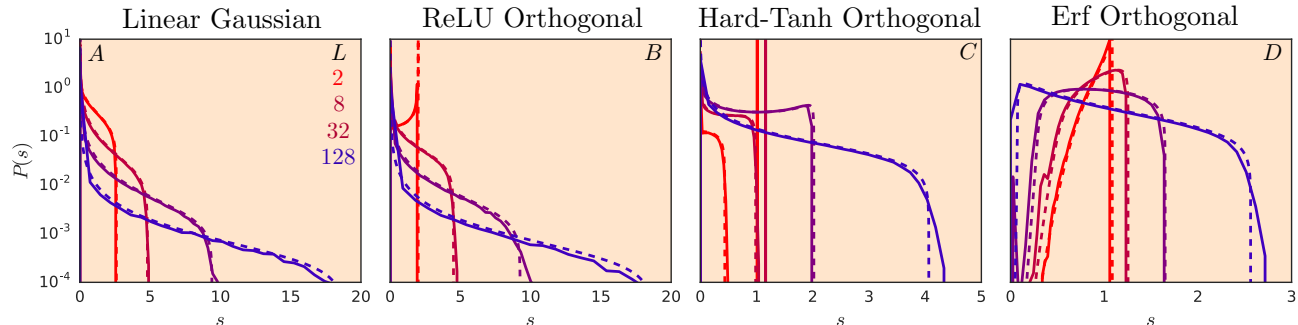 Linear Gaussian ReLU Orthogonal Hard-Tanh Orthogonal Erf Orthogonal
P(s)
10^1
10^0
10^-1
10^-2
10^-3
10^-4
A L
2
8
32
128
B
C
D
0 5 10 15 20
s
0 5 10 15 20
s
0 1 2 3 4 5
s
0 1 2 3
s